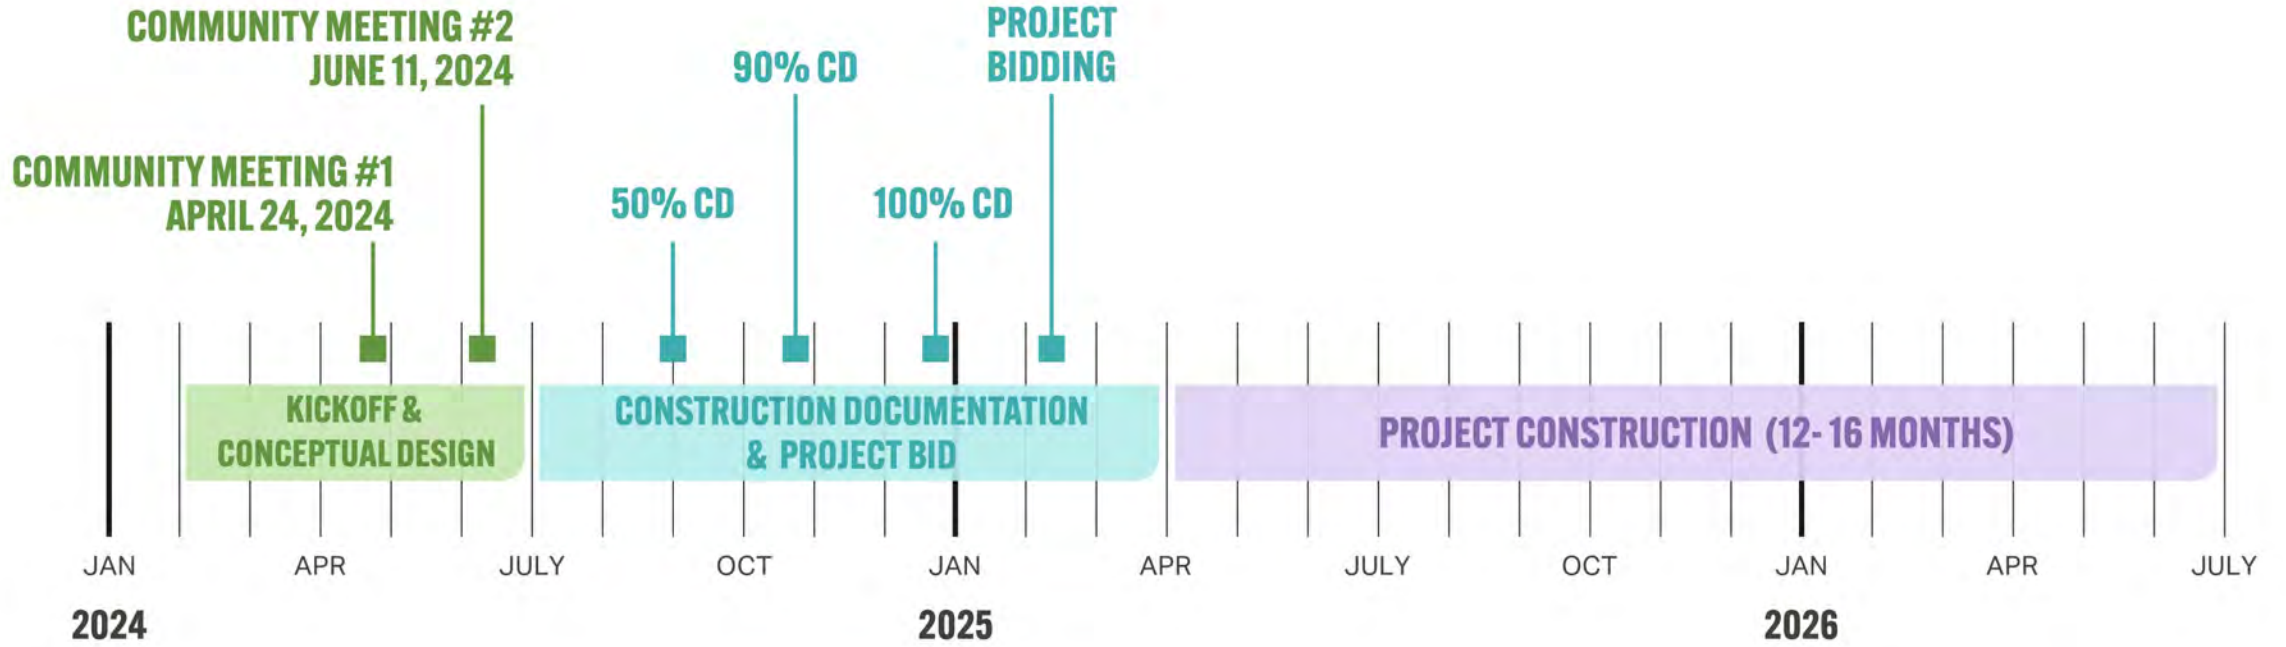 COMMUNITY MEETING #2
JUNE 11, 2024
COMMUNITY MEETING #1
APRIL 24, 2024
50% CD
90% CD
100% CD
PROJECT
BIDDING
KICKOFF &
CONCEPTUAL DESIGN
CONSTRUCTION DOCUMENTATION
& PROJECT BID
PROJECT CONSTRUCTION (12- 16 MONTHS)
JAN APR JULY OCT JAN APR JULY OCT JAN APR JULY
2024 2025 2026